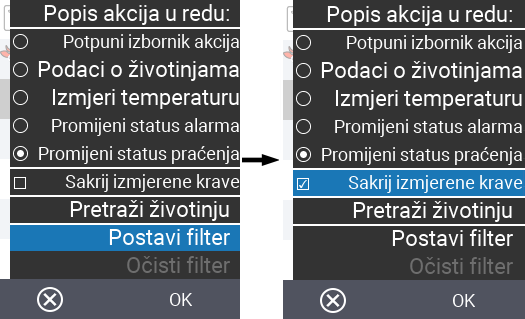 Popis akcija u redu:
Potpuni izbornik akcija
Podaci o životinjama
Izmjeri temperaturu
Promijeni status alarma
Promijeni status praćenja
Sakrij izmjerene krave
Pretraži životinju
Postavi filter
Očisti filter
OK
Popis akcija u redu:
Potpuni izbornik akcija
Podaci o životinjama
Izmjeri temperaturu
Promijeni status alarma
Promijeni status praćenja
Sakrij izmjerene krave
Pretraži životinju
Postavi filter
Očisti filter
OK